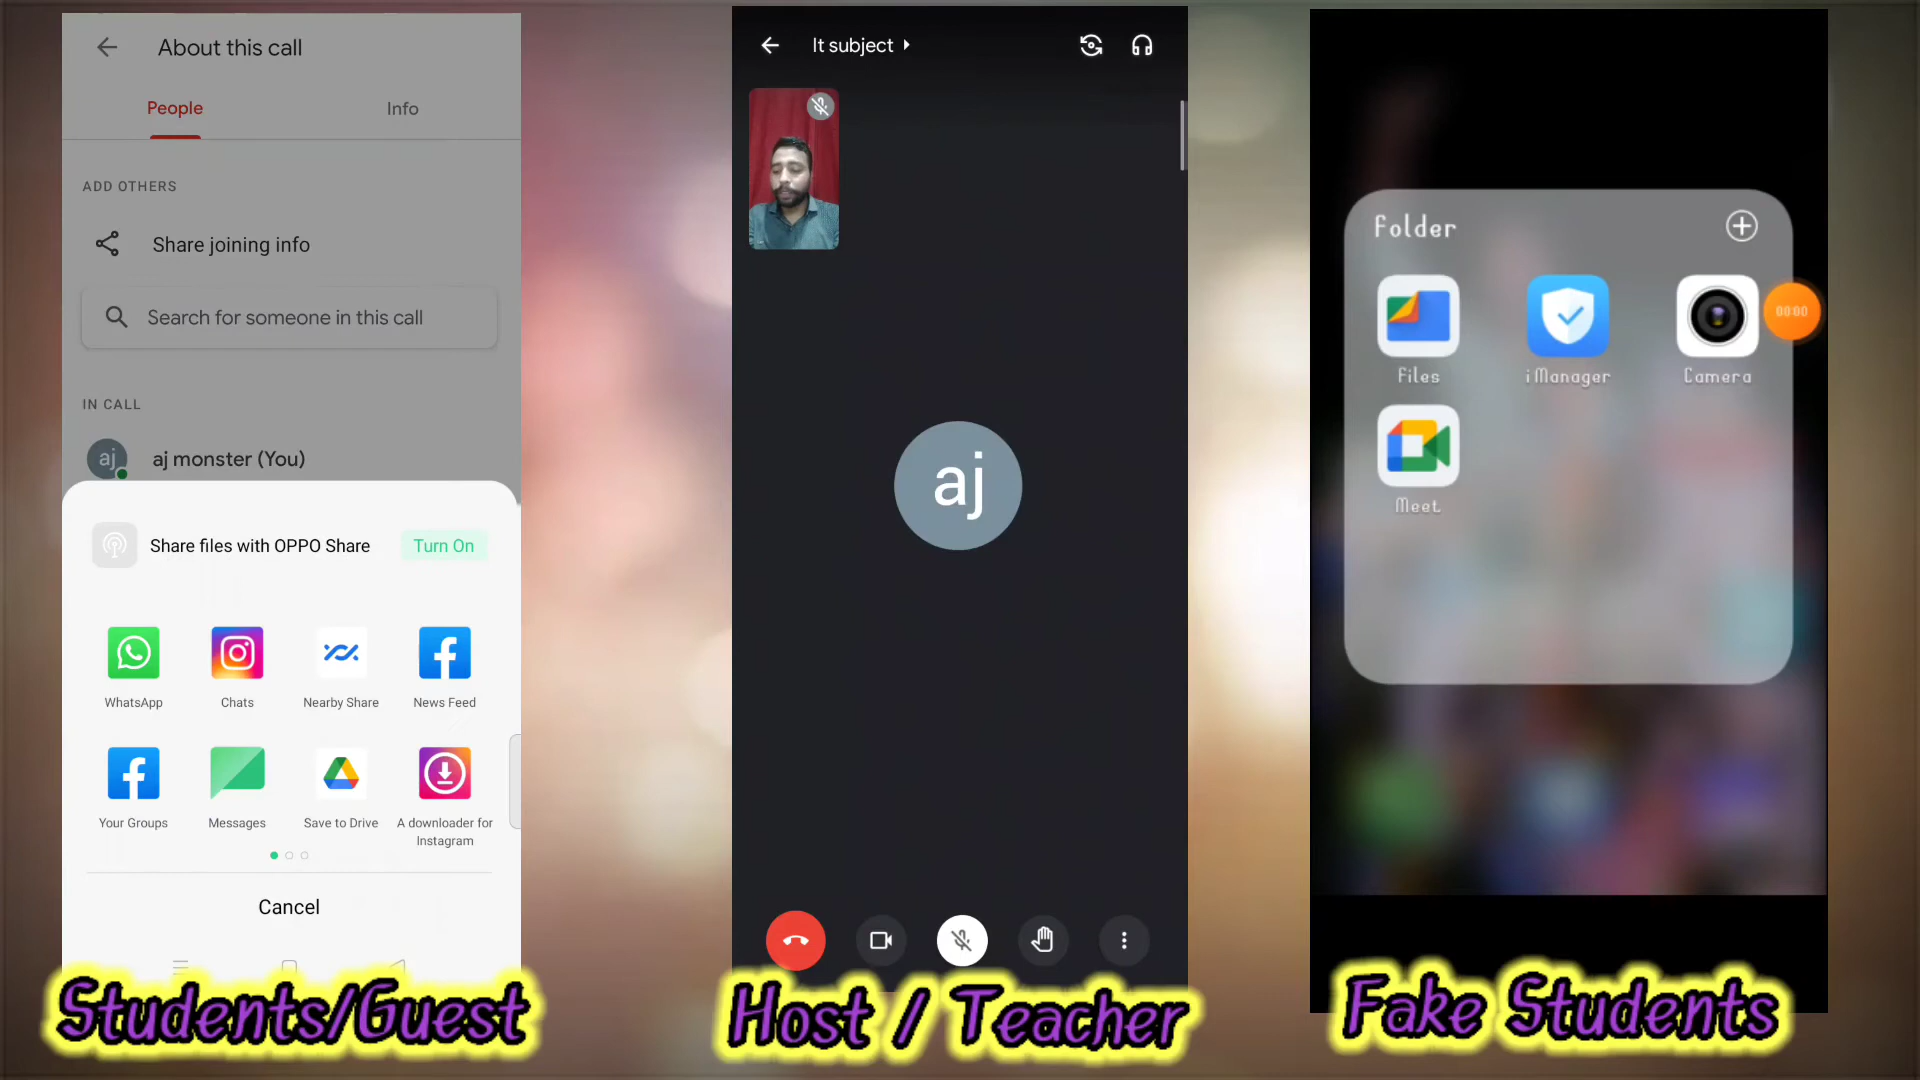 About this call
People
Info
ADD OTHERS
Share joining info
Search for someone in this call
IN CALL
aj
aj monster (You)
Share files with OPPO Share
Turn On
WhatsApp
Chats
Nearby Share
News Feed
Your Groups
Messages
Save to Drive
A downloader for
Instagram
Cancel
Students/Guest
It subject
aj
Host / Teacher
Folder
00:00
Files
iManager
Camera
Meet
Fake Students